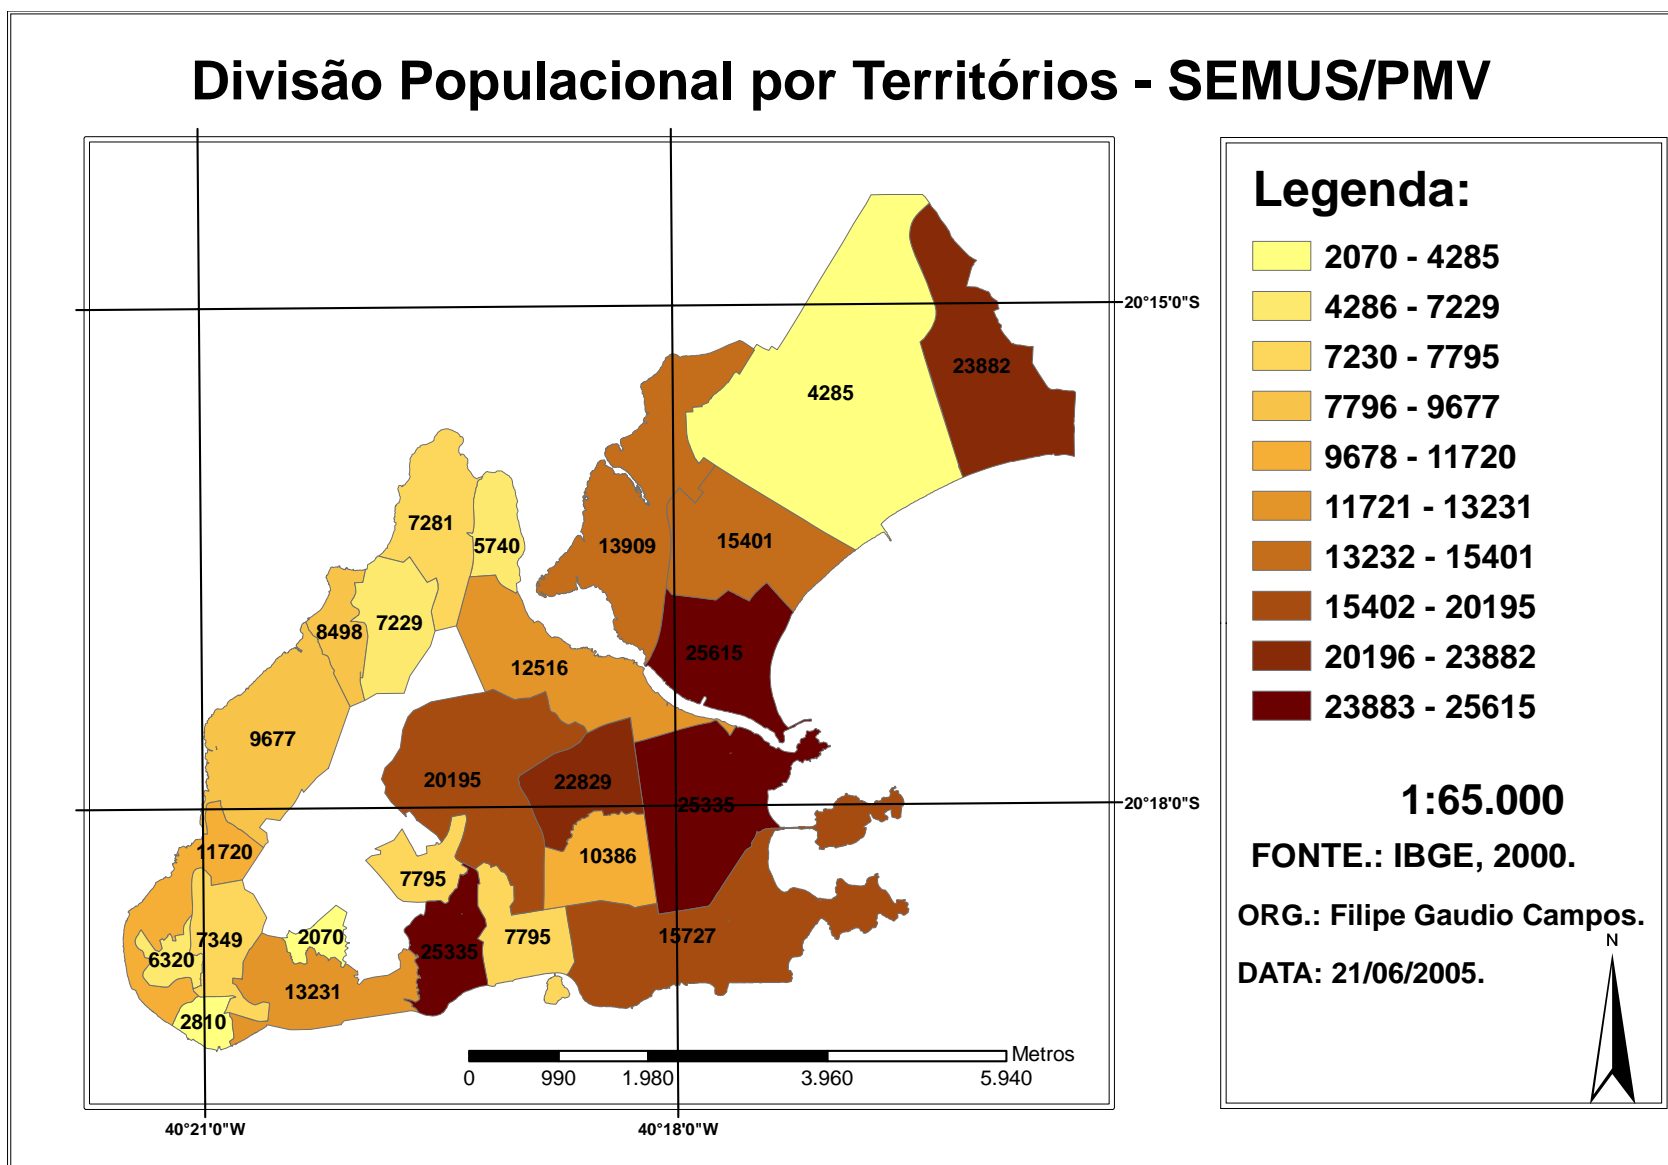 Divisão Populacional por Territórios - SEMUS/PMV
20°15'0"S
23882
4285
7281
5740
13909
15401
7229
8498
12516
25615
9677
20195
22829
25335
20°18'0"S
11720
10386
7795
7349
2070
25335
7795
15727
6320
13231
2810
Metros
0 990 1.980 3.960 5.940
40°21'0"W 40°18'0"W
Legenda:
2070 - 4285
4286 - 7229
7230 - 7795
7796 - 9677
9678 - 11720
11721 - 13231
13232 - 15401
15402 - 20195
20196 - 23882
23883 - 25615
1:65.000
FONTE.: IBGE, 2000.
ORG.: Filipe Gaudio Campos.
N
DATA: 21/06/2005.